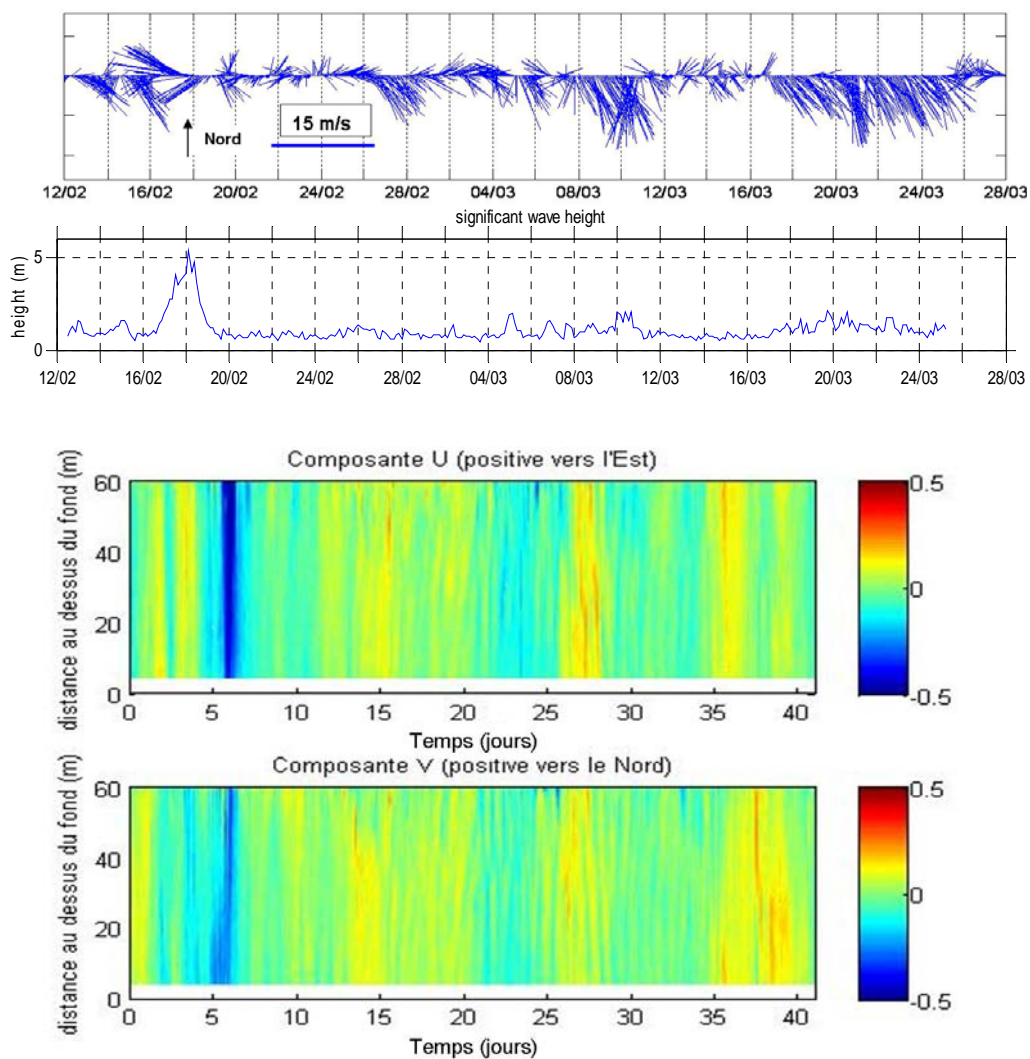 15 m/s
Nord
12/02 16/02 20/02 24/02 28/02 04/03 08/03 12/03 16/03 20/03 24/03 28/03
significant wave height
height (m)
5
0
12/02 16/02 20/02 24/02 28/02 04/03 08/03 12/03 16/03 20/03 24/03 28/03
Composante U (positive vers l'Est)
distance au dessus du fond (m)
60
40
20
0
0 5 10 15 20 25 30 35 40
Temps (jours)
0.5
0
-0.5
Composante V (positive vers le Nord)
distance au dessus du fond (m)
60
40
20
0
0 5 10 15 20 25 30 35 40
Temps (jours)
0.5
0
-0.5